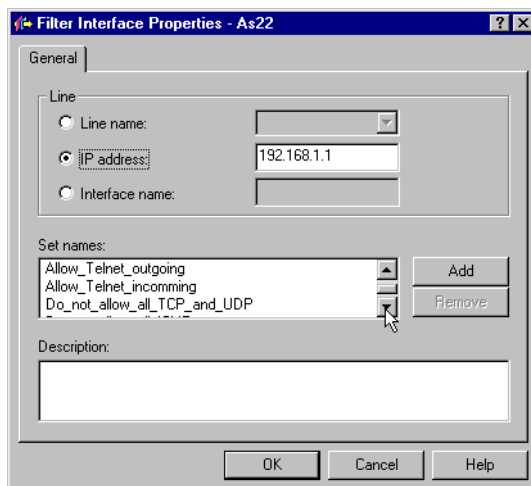 Filter Interface Properties - As22
General
Line
Line name:
IP address: 192.168.1.1
Interface name:
Set names:
Allow_Telnet_outgoing
Allow_Telnet_incomming
Do_not_allow_all_TCP_and_UDP
Add
Remove
Description:
OK Cancel Help